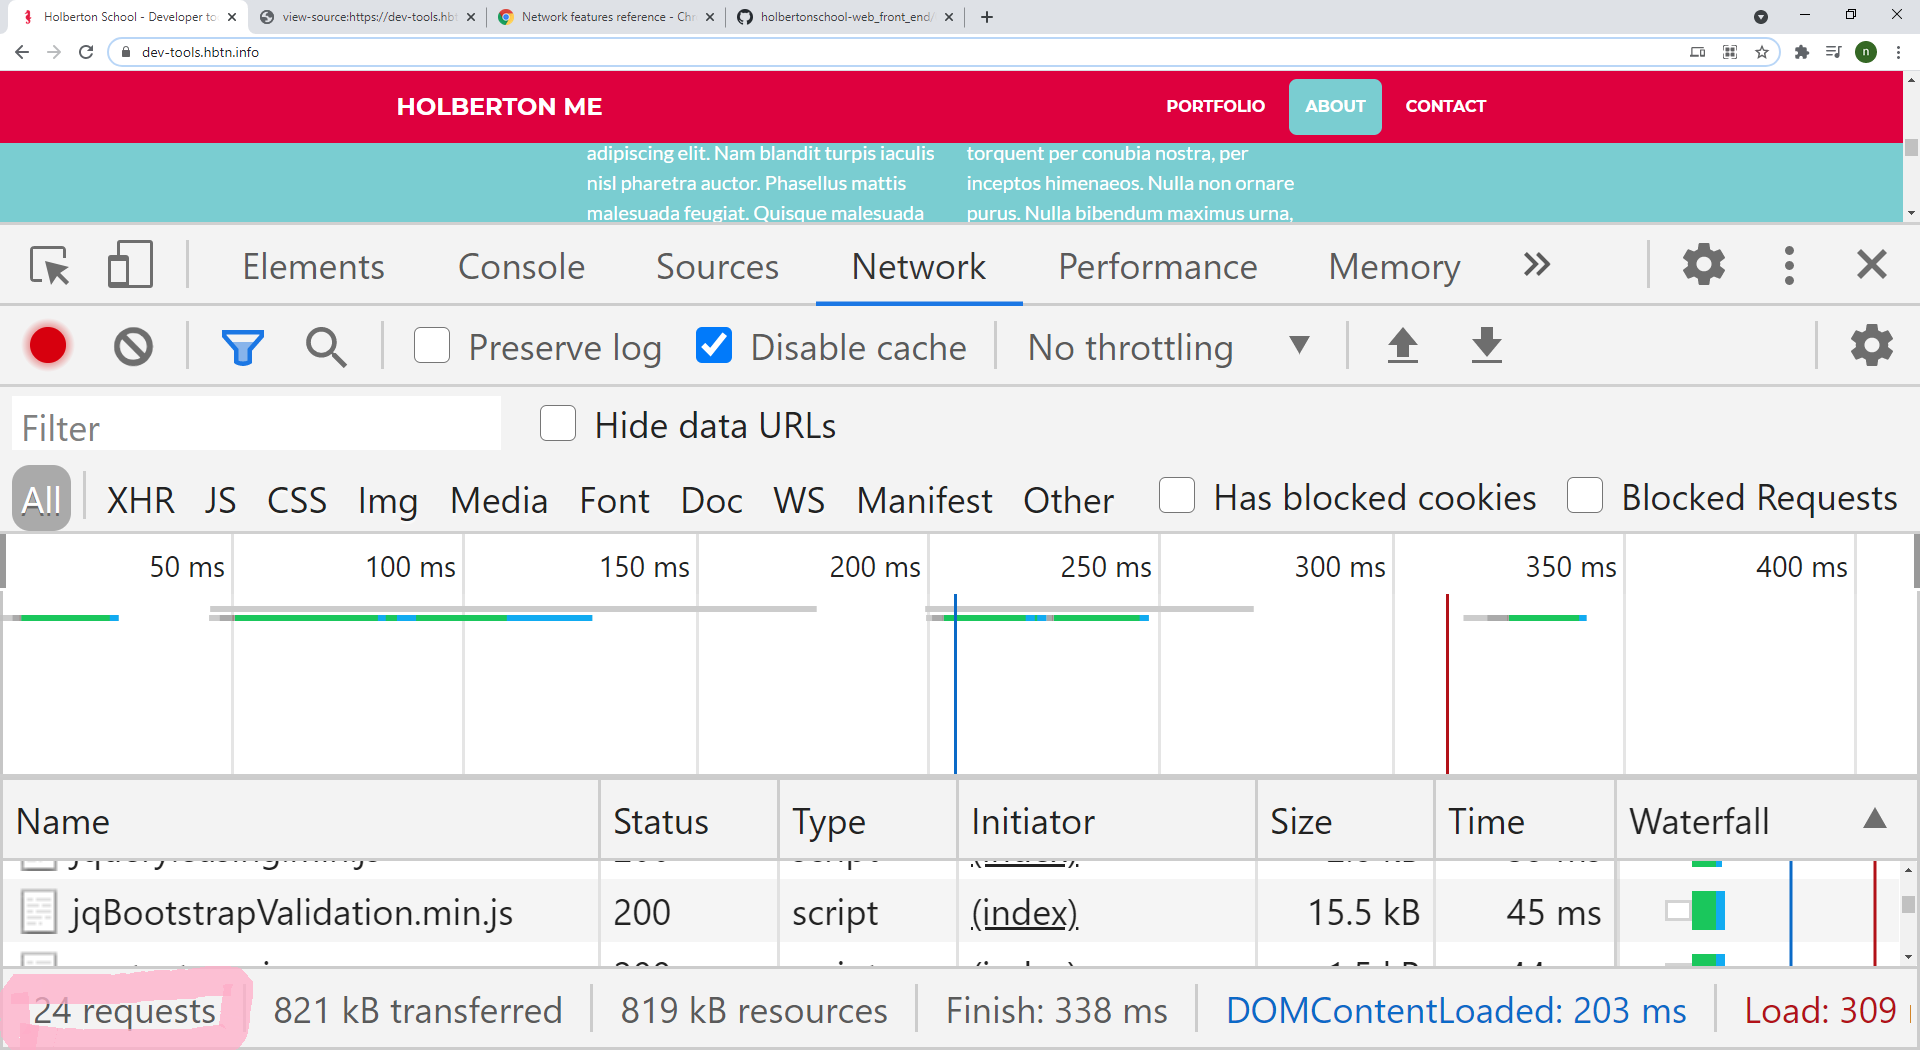 Holberton School - Developer to
view-source:https://dev-tools.hbt
Network features reference - Chr
holbertonschool-web_front_end/
dev-tools.hbtn.info
n
HOLBERTON ME
PORTFOLIO
ABOUT
CONTACT
adipiscing elit. Nam blandit turpis iaculis
nisl pharetra auctor. Phasellus mattis
malesuada feugiat. Quisque malesuada
torquent per conubia nostra, per
inceptos himenaeos. Nulla non ornare
purus. Nulla bibendum maximus urna,
Elements Console Sources Network Performance Memory
Preserve log Disable cache No throttling
Filter Hide data URLs
All XHR JS CSS Img Media Font Doc WS Manifest Other Has blocked cookies Blocked Requests
50 ms 100 ms 150 ms 200 ms 250 ms 300 ms 350 ms 400 ms
Name Status Type Initiator Size Time Waterfall
jqBootstrapValidation.min.js 200 script (index) 15.5 kB 45 ms
24 requests 821 kB transferred 819 kB resources Finish: 338 ms DOMContentLoaded: 203 ms Load: 309